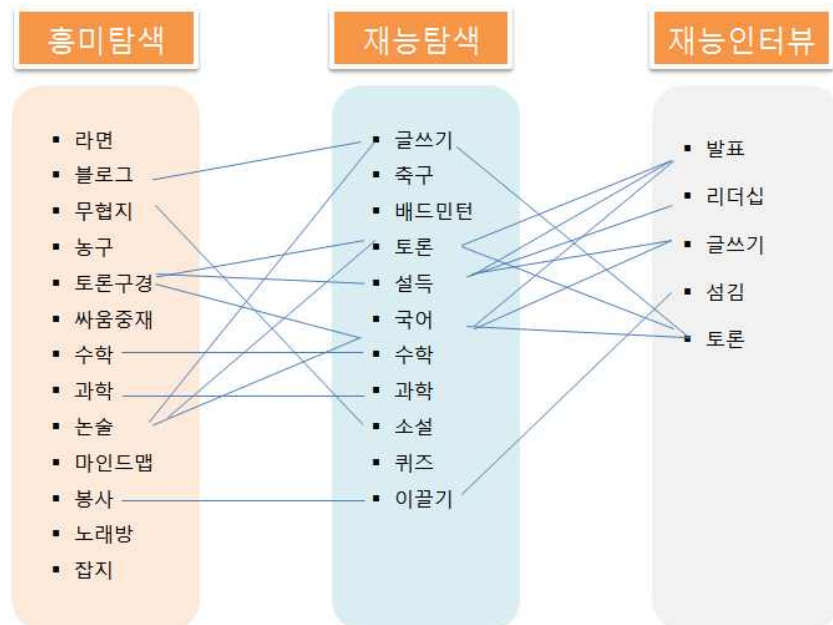 흥미탐색
재능탐색
재능인터뷰
▪ 라면
▪ 블로그
▪ 무협지
▪ 농구
▪ 토론구경
▪ 싸움중재
▪ 수학
▪ 과학
▪ 논술
▪ 마인드맵
▪ 봉사
▪ 노래방
▪ 잡지
▪ 글쓰기
▪ 축구
▪ 배드민턴
▪ 토론
▪ 설득
▪ 국어
▪ 수학
▪ 과학
▪ 소설
▪ 퀴즈
▪ 이끌기
▪ 발표
▪ 리더십
▪ 글쓰기
▪ 섬김
▪ 토론